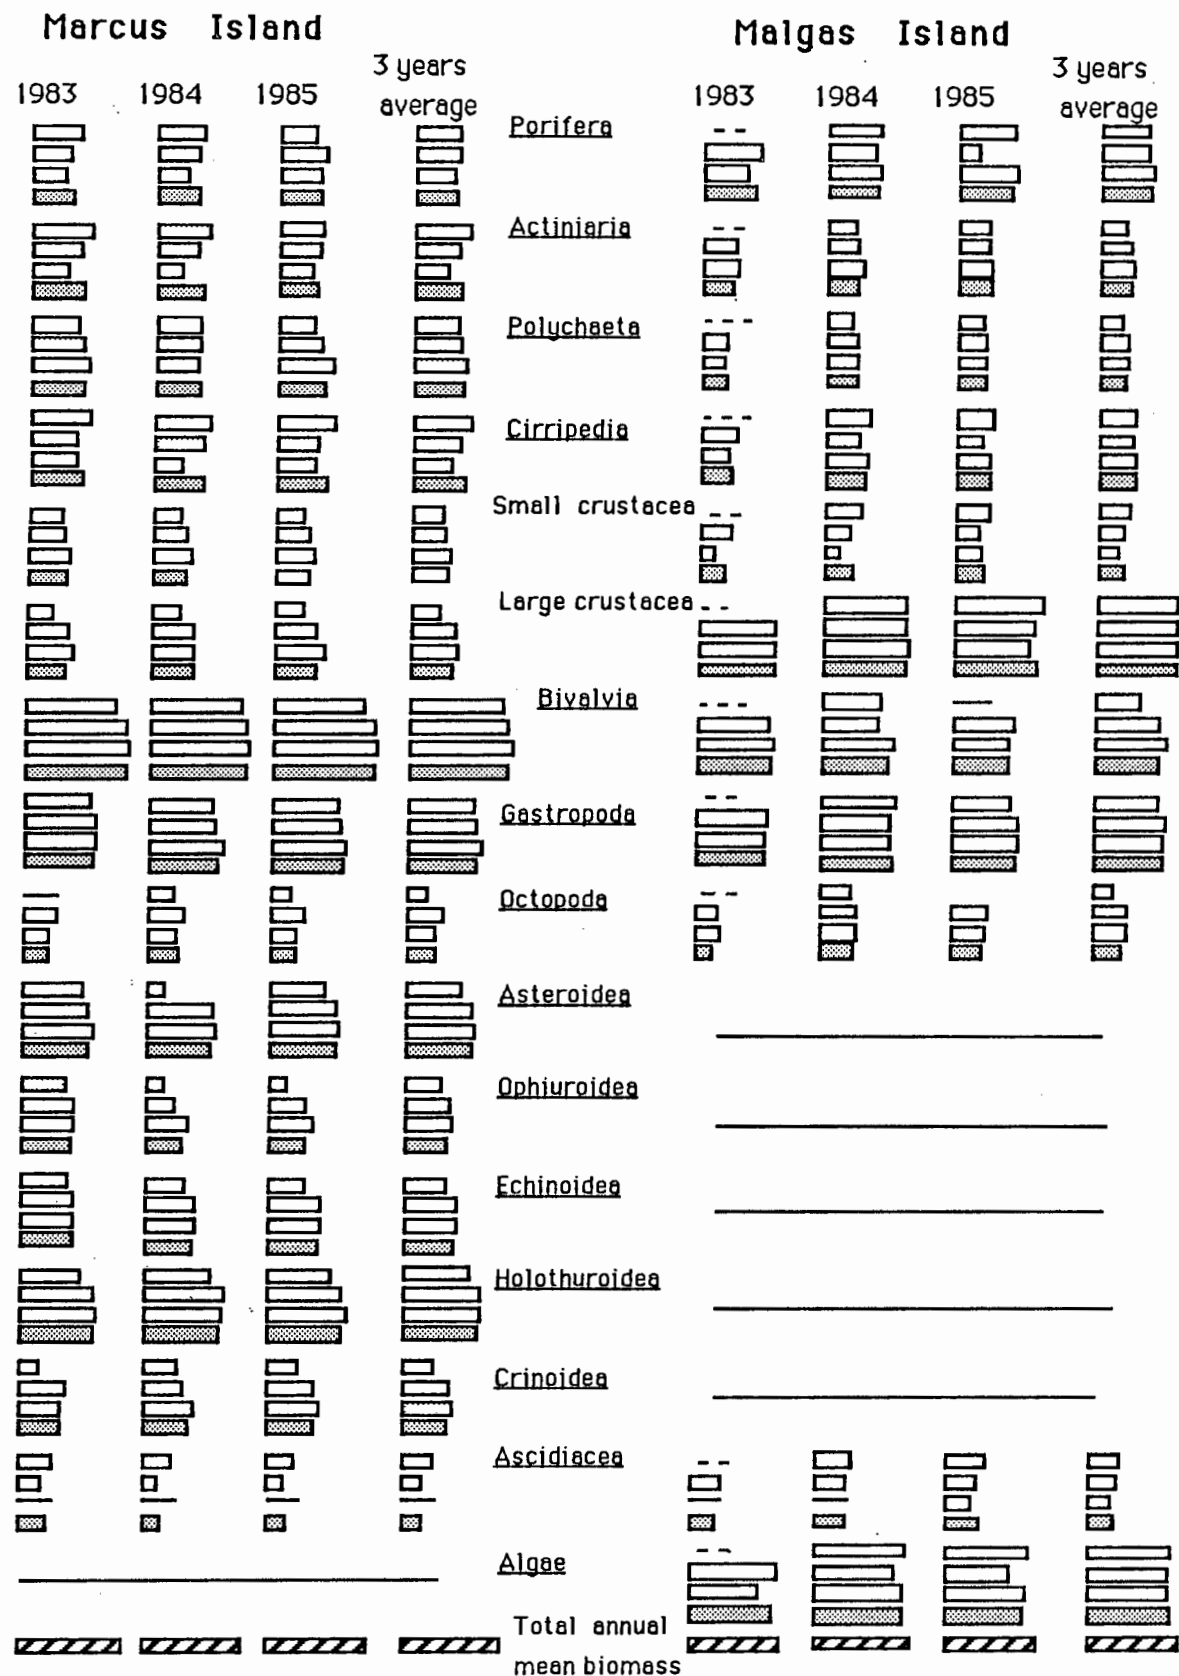 Marcus Island
Malgas Island
1983 1984 1985 3 years
average
1983 1984 1985 3 years
average
Porifera
Actiniaria
Polychaeta
Cirripedia
Small crustacea
Large crustacea
Bivalvia
Gastropoda
Octopoda
Asteroidea
Ophiuroidea
Echinoidea
Holothuroidea
Crinoidea
Ascidiacea
Algae
Total annual
mean biomass